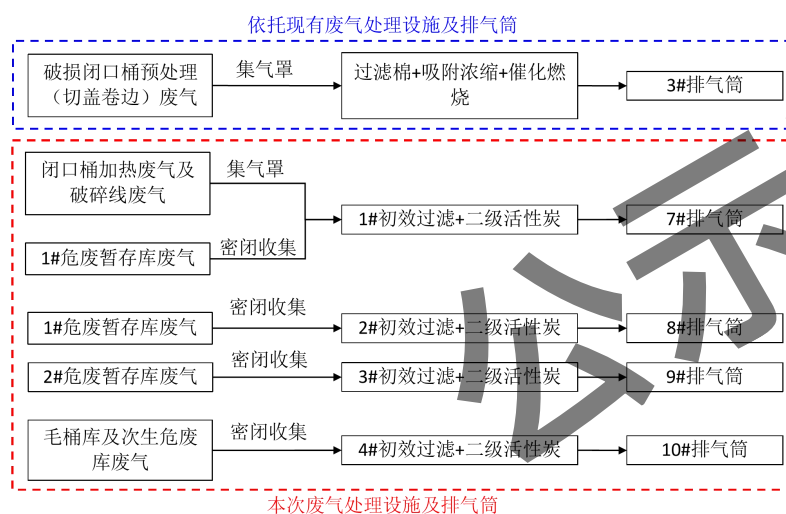 依托现有废气处理设施及排气筒
破损闭口桶预处理
（切盖卷边）废气
集气罩
过滤棉+吸附浓缩+催化燃
烧
3#排气筒
闭口桶加热废气及
破碎线废气
集气罩
1#初效过滤+二级活性炭
7#排气筒
1#危废暂存库废气
密闭收集
1#危废暂存库废气
密闭收集
2#初效过滤+二级活性炭
8#排气筒
2#危废暂存库废气
密闭收集
3#初效过滤+二级活性炭
9#排气筒
毛桶库及次生危废
库废气
密闭收集
4#初效过滤+二级活性炭
10#排气筒
本次废气处理设施及排气筒
公示